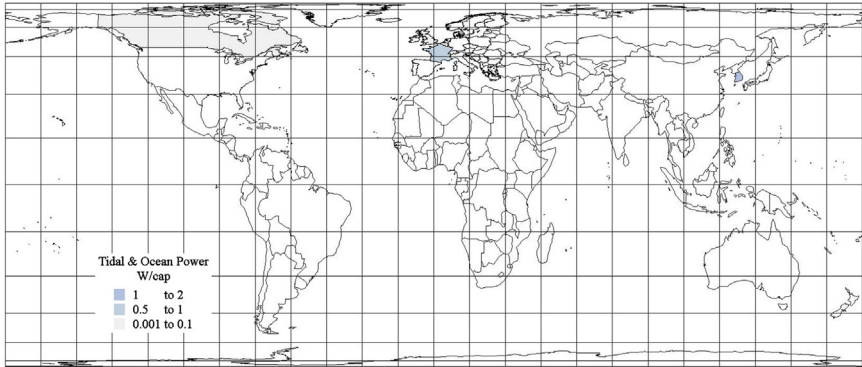 Tidal & Ocean Power
W/cap
1 to 2
0.5 to 1
0.001 to 0.1